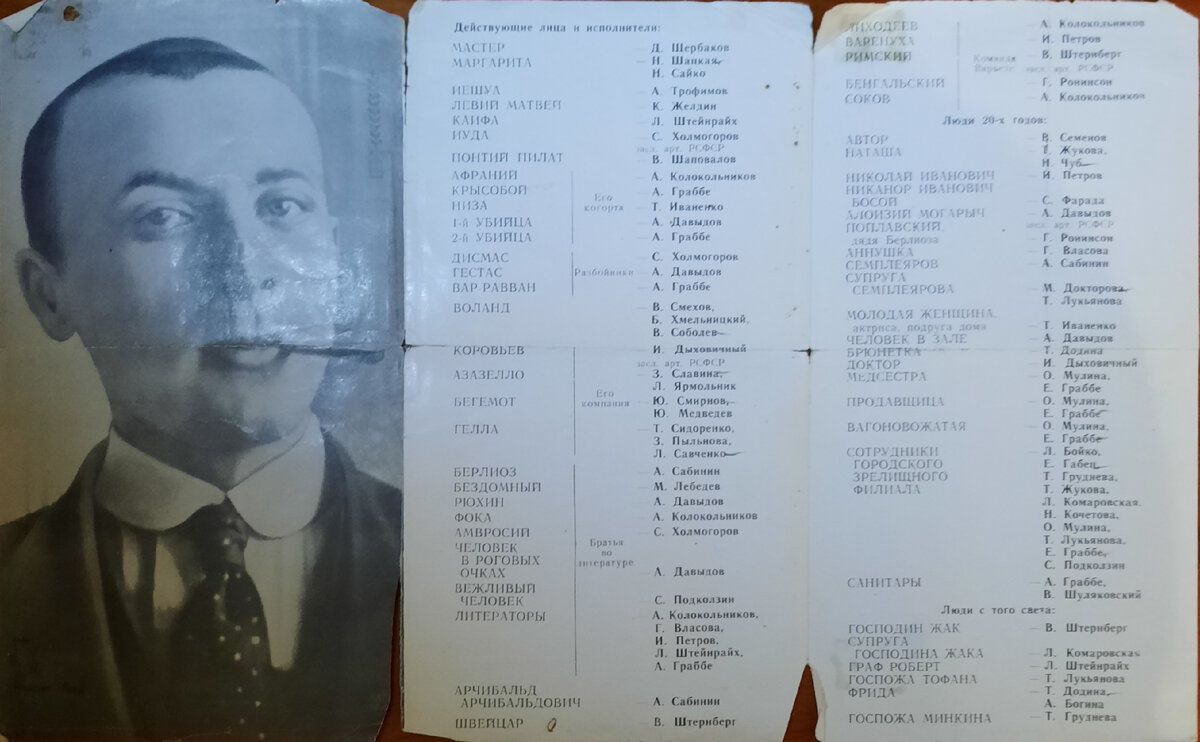 Действующие лица и исполнители:
МАСТЕР — Д. Щербаков
МАРГАРИТА — Н. Шацкая,
Н. Сайко
ИЕШУА — А. Трофимов
ЛЕВИЙ МАТВЕЙ — К. Желдин
КАИФА — Л. Штейнрайх
ИУДА — С. Холмогоров
засл. арт. РСФСР
ПОНТИЙ ПИЛАТ — В. Шаповалов
АФРАНИЙ — А. Колокольников
КРЫСОБОЙ — А. Граббе
НИЗА — Т. Иваненко
1-й УБИЙЦА — А. Давыдов
2-й УБИЙЦА — А. Граббе
Его
когорта
ДИСМАС — С. Холмогоров
ГЕСТАС — А. Давыдов
ВАР РАВВАН — А. Граббе
Разбойники
ВОЛАНД — В. Смехов,
Б. Хмельницкий,
В. Соболев
КОРОВЬЕВ — И. Дыховичный
засл. арт. РСФСР
АЗАЗЕЛЛО — З. Славина,
Л. Ярмольник
БЕГЕМОТ — Ю. Смирнов,
Ю. Медведев
ГЕЛЛА — Т. Сидоренко,
З. Пыльнова,
Л. Савченко
Его
компания
БЕРЛИОЗ — А. Сабинин
БЕЗДОМНЫЙ — М. Лебедев
РЮХИН — А. Давыдов
ФОКА — А. Колокольников
АМВРОСИЙ — С. Холмогоров
ЧЕЛОВЕК
В РОГОВЫХ
ОЧКАХ — А. Давыдов
ВЕЖЛИВЫЙ
ЧЕЛОВЕК — С. Подколзин
ЛИТЕРАТОРЫ — А. Колокольников,
Г. Власова,
И. Петров,
Л. Штейнрайх,
А. Граббе
Братья
по
литературе
АРЧИБАЛЬД
АРЧИБАЛЬДОВИЧ — А. Сабинин
ШВЕЙЦАР — В. Штернберг
ЛИХОДЕЕВ — А. Колокольников
ВАРЕНУХА — И. Петров
РИМСКИЙ — В. Штернберг
засл. арт. РСФСР
БЕНГАЛЬСКИЙ — Г. Ронинсон
СОКОВ — А. Колокольников
Команда
Варьете
Люди 20-х годов:
АВТОР — В. Семенов
НАТАША — Т. Жукова,
Н. Чуб
НИКОЛАЙ ИВАНОВИЧ — И. Петров
НИКАНОР ИВАНОВИЧ
БОСОЙ — С. Фарада
АЛОИЗИЙ МОГАРЫЧ — А. Давыдов
засл. арт. РСФСР
ПОПЛАВСКИЙ,
дядя Берлиоза — Г. Ронинсон
АННУШКА — Г. Власова
СЕМПЛЕЯРОВ — А. Сабинин
СУПРУГА
СЕМПЛЕЯРОВА — М. Докторова,
Т. Лукьянова
МОЛОДАЯ ЖЕНЩИНА,
актриса, подруга дома — Т. Иваненко
ЧЕЛОВЕК В ЗАЛЕ — А. Давыдов
БРЮНЕТКА — Т. Додина
ДОКТОР — И. Дыховичный
МЕДСЕСТРА — О. Мулина,
Е. Граббе
ПРОДАВЩИЦА — О. Мулина,
Е. Граббе
ВАГОНОВОЖАТАЯ — О. Мулина,
Е. Граббе
СОТРУДНИКИ — Л. Бойко,
ГОРОДСКОГО — Е. Габец,
ЗРЕЛИЩНОГО — Т. Груднева,
ФИЛИАЛА — Т. Жукова,
Л. Комаровская,
Н. Кочетова,
О. Мулина,
Т. Лукьянова,
Е. Граббе,
С. Подколзин
САНИТАРЫ — А. Граббе,
В. Шуляковский
Люди с того света:
ГОСПОДИН ЖАК — В. Штернберг
СУПРУГА
ГОСПОДИНА ЖАКА — Л. Комаровская
ГРАФ РОБЕРТ — Л. Штейнрайх
ГОСПОЖА ТОФАНА — Т. Лукьянова
ФРИДА — Т. Додина,
А. Богина
ГОСПОЖА МИНКИНА — Т. Груднева